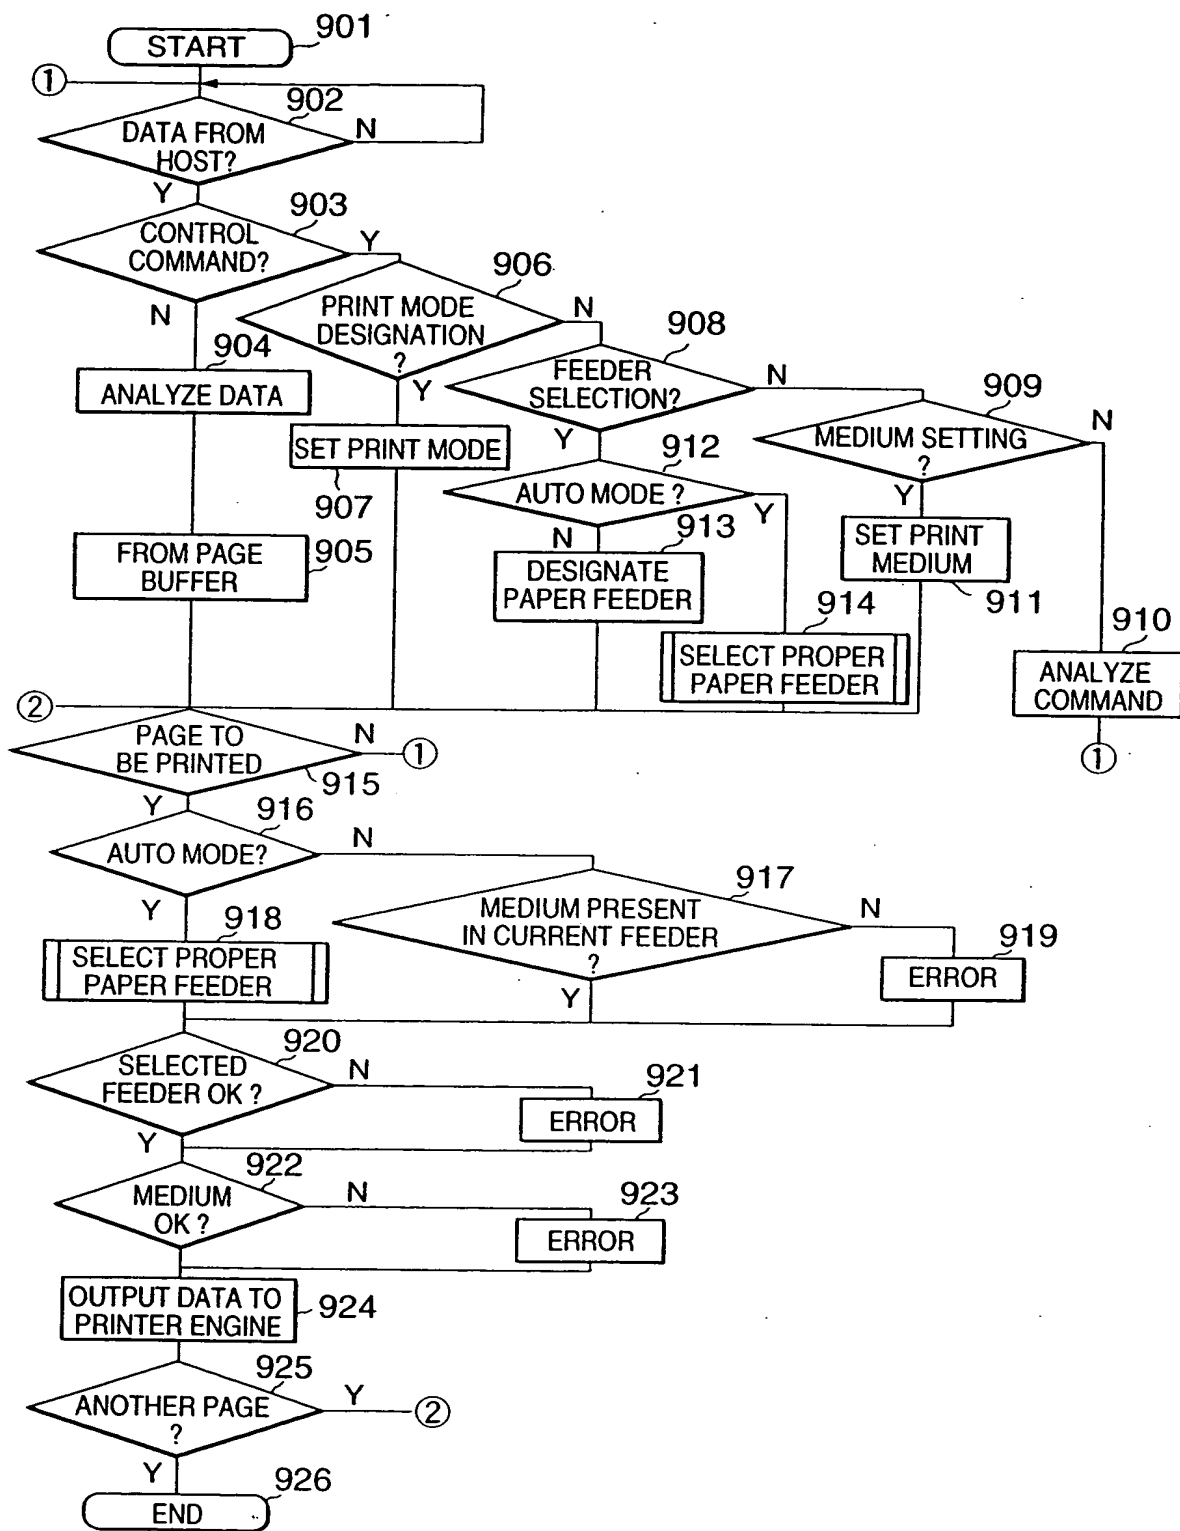 START
901
①
902
DATA FROM
HOST?
N
Y
903
CONTROL
COMMAND?
Y
N
906
PRINT MODE
DESIGNATION
?
N
Y
904
ANALYZE DATA
908
FEEDER
SELECTION?
N
Y
909
MEDIUM SETTING
?
N
Y
SET PRINT MODE
907
912
AUTO MODE ?
Y
N
913
DESIGNATE
PAPER FEEDER
SET PRINT
MEDIUM
911
FROM PAGE
BUFFER
905
914
SELECT PROPER
PAPER FEEDER
910
ANALYZE
COMMAND
①
②
PAGE TO
BE PRINTED
N
①
915
Y
916
AUTO MODE?
N
Y
917
MEDIUM PRESENT
IN CURRENT FEEDER
?
N
Y
918
SELECT PROPER
PAPER FEEDER
919
ERROR
920
SELECTED
FEEDER OK ?
N
Y
921
ERROR
922
MEDIUM
OK ?
N
923
ERROR
OUTPUT DATA TO
PRINTER ENGINE
924
925
ANOTHER PAGE
?
Y
②
Y
926
END